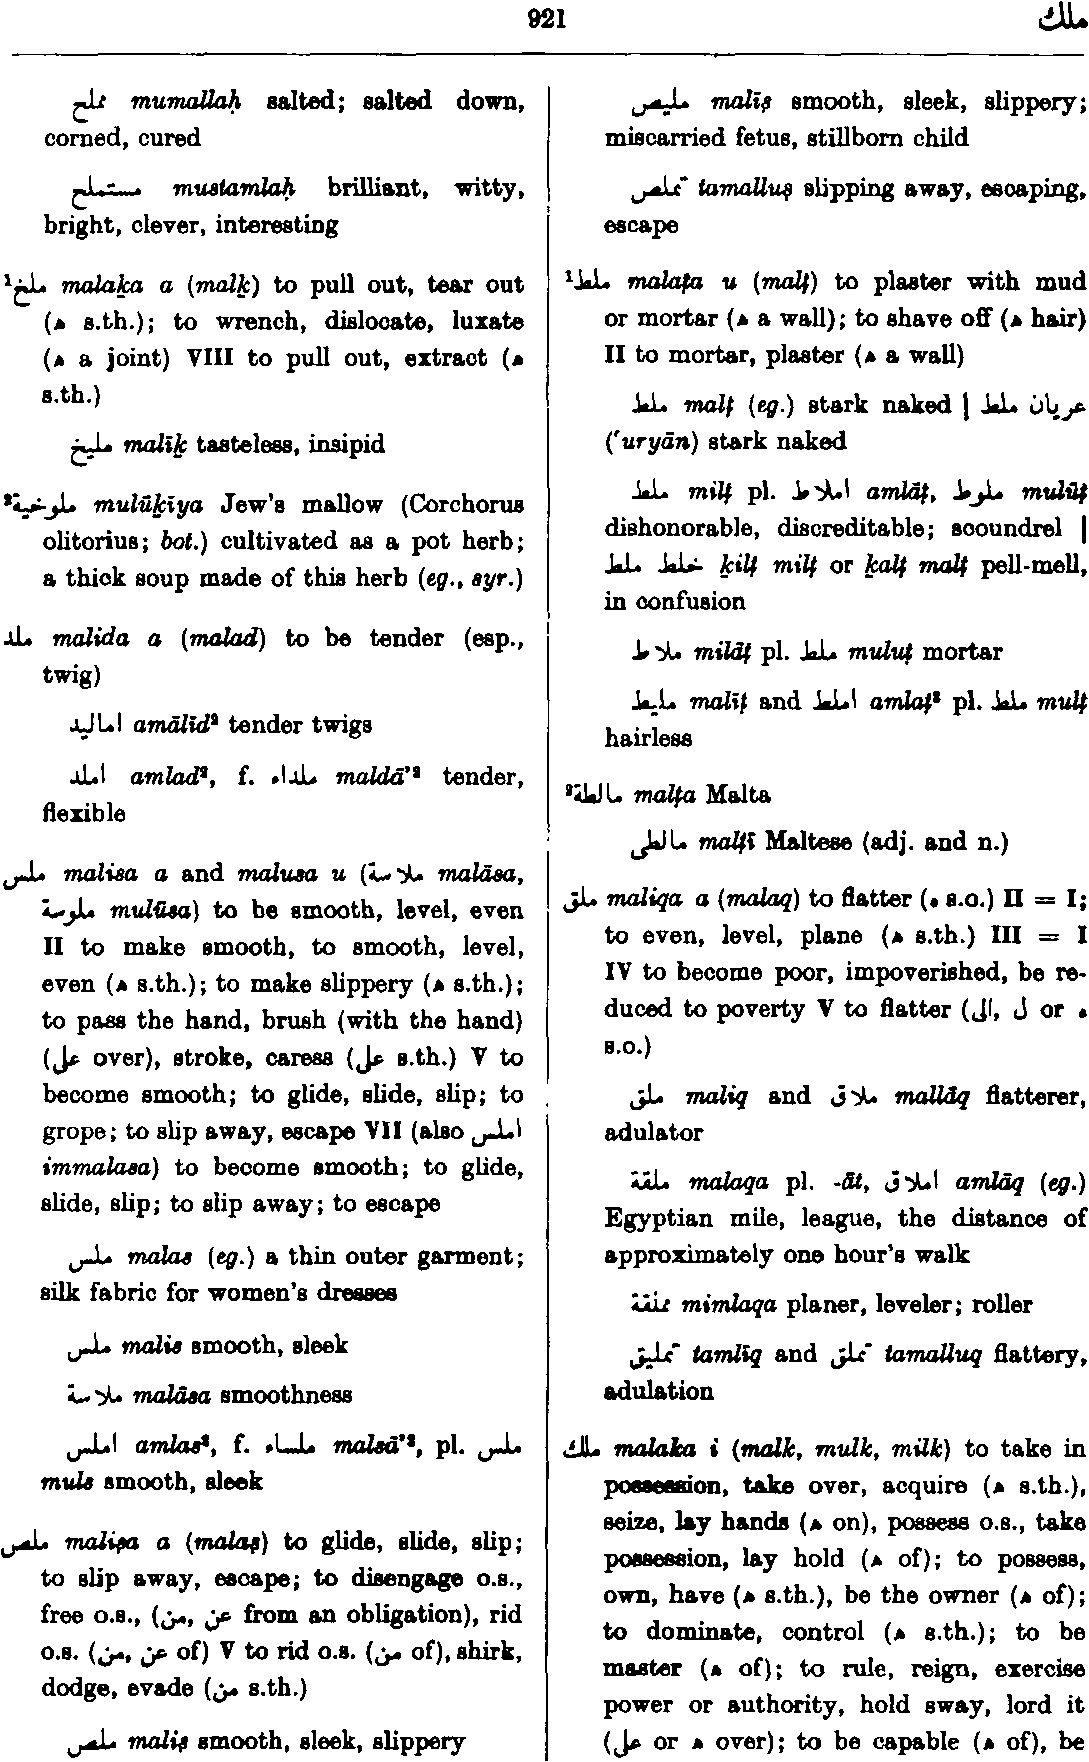 921
ملك
مملح mumallaḥ salted; salted down,
corned, cured
مستملح mustamlaḥ brilliant, witty,
bright, clever, interesting
¹ملخ malaḵa a (malḵ) to pull out, tear out
(ه s.th.); to wrench, dislocate, luxate
(ه a joint) VIII to pull out, extract (ه
s.th.)
مليخ malīḵ tasteless, insipid
²ملوخية mulūḵīya Jew's mallow (Corchorus
olitorius; bot.) cultivated as a pot herb;
a thick soup made of this herb (eg., syr.)
ملد malida a (malad) to be tender (esp.,
twig)
اماليد amālīd² tender twigs
املد amlad², f. ملداء maldā'² tender,
flexible
ملس malisa a and malusa u (ملاسة malāsa,
ملوسة mulūsa) to be smooth, level, even
II to make smooth, to smooth, level,
even (ه s.th.); to make slippery (ه s.th.);
to pass the hand, brush (with the hand)
(على over), stroke, caress (على s.th.) V to
become smooth; to glide, slide, slip; to
grope; to slip away, escape VII (also املس
immalasa) to become smooth; to glide,
slide, slip; to slip away; to escape
ملس malas (eg.) a thin outer garment;
silk fabric for women's dresses
ملس malis smooth, sleek
ملاسة malāsa smoothness
املس amlas², f. ملساء malsā'², pl. ملس
muls smooth, sleek
ملص maliṣa a (malaṣ) to glide, slide, slip;
to slip away, escape; to disengage o.s.,
free o.s., (من, عن from an obligation), rid
o.s. (من, عن of) V to rid o.s. (من of), shirk,
dodge, evade (من s.th.)
ملص maliṣ smooth, sleek, slippery
مليص malīṣ smooth, sleek, slippery;
miscarried fetus, stillborn child
تملص tamalluṣ slipping away, escaping,
escape
¹ملط malaṭa u (malṭ) to plaster with mud
or mortar (ه a wall); to shave off (ه hair)
II to mortar, plaster (ه a wall)
ملط malṭ (eg.) stark naked | عريان ملط
('uryān) stark naked
ملط milṭ pl. املاط amlāṭ, ملوط mulūṭ
dishonorable, discreditable; scoundrel |
خلط ملط ḵilṭ milṭ or ḵalṭ malṭ pell-mell,
in confusion
ملاط milāṭ pl. ملط muluṭ mortar
مليط malīṭ and املط amlaṭ² pl. ملط mulṭ
hairless
²مالطة malṭa Malta
مالطى malṭī Maltese (adj. and n.)
ملق maliqa a (malaq) to flatter (ه s.o.) II = I;
to even, level, plane (ه s.th.) III = I
IV to become poor, impoverished, be re-
duced to poverty V to flatter (ل ,الى or ه
s.o.)
ملق maliq and ملاق mallāq flatterer,
adulator
ملقة malaqa pl. -āt, املاق amlāq (eg.)
Egyptian mile, league, the distance of
approximately one hour's walk
مملقة mimlaqa planer, leveler; roller
تمليق tamlīq and تملق tamalluq flattery,
adulation
ملك malaka i (malk, mulk, milk) to take in
possession, take over, acquire (ه s.th.),
seize, lay hands (ه on), possess o.s., take
possession, lay hold (ه of); to possess,
own, have (ه s.th.), be the owner (ه of);
to dominate, control (ه s.th.); to be
master (ه of); to rule, reign, exercise
power or authority, hold sway, lord it
(على or ه over); to be capable (ه of), be